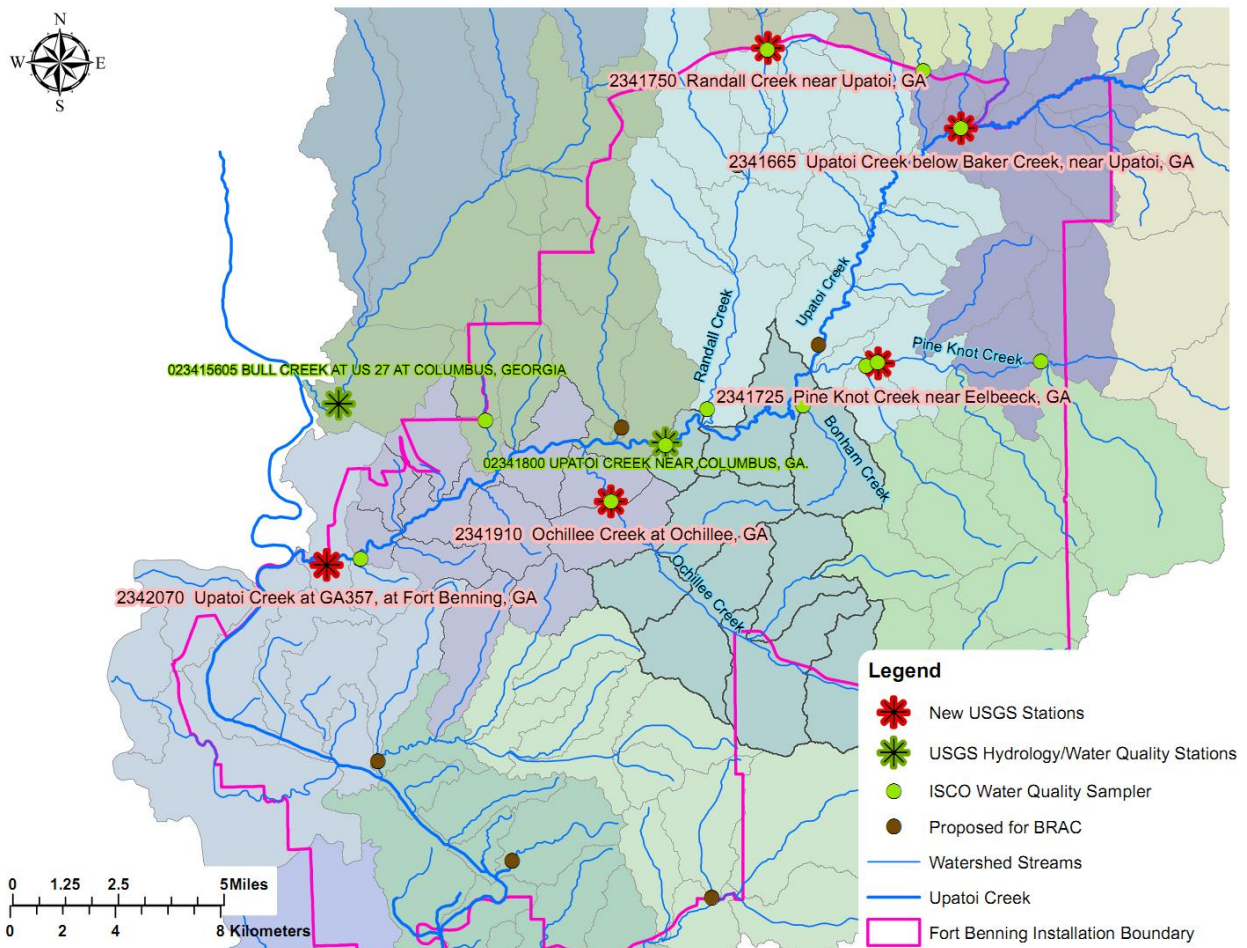 N
W E
S
2341750 Randall Creek near Upatoi, GA
2341665 Upatoi Creek below Baker Creek, near Upatoi, GA
Upatoi Creek
Randall Creek
Pine Knot Creek
023415605 BULL CREEK AT US 27 AT COLUMBUS, GEORGIA
2341725 Pine Knot Creek near Eelbeeck, GA
Bonham Creek
02341800 UPATOI CREEK NEAR COLUMBUS, GA.
2341910 Ochillee Creek at Ochillee, GA
Ochillee Creek
2342070 Upatoi Creek at GA357, at Fort Benning, GA
Legend
New USGS Stations
USGS Hydrology/Water Quality Stations
ISCO Water Quality Sampler
Proposed for BRAC
Watershed Streams
Upatoi Creek
Fort Benning Installation Boundary
0 1.25 2.5 5 Miles
0 2 4 8 Kilometers